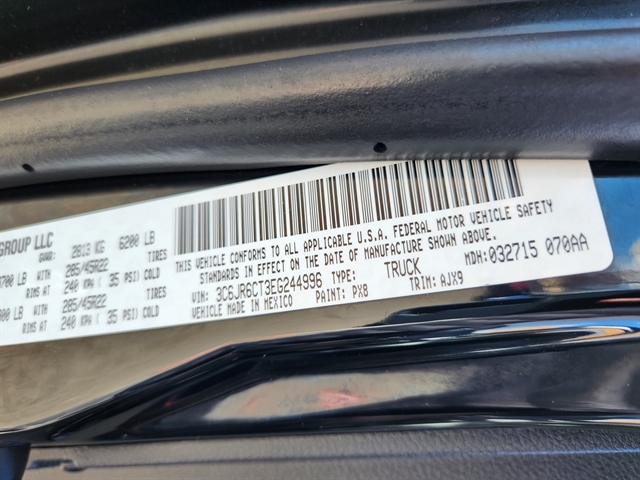 GROUP LLC
GVWR: 2813 KG 6200 LB
700 LB WITH 285/45R22 TIRES
RIMS @ 240 KPA ( 35 PSI) COLD
00 LB WITH 285/45R22 TIRES
RIMS @ 240 KPA ( 35 PSI) COLD
THIS VEHICLE CONFORMS TO ALL APPLICABLE U.S.A. FEDERAL MOTOR VEHICLE SAFETY
STANDARDS IN EFFECT ON THE DATE OF MANUFACTURE SHOWN ABOVE.
VIN: 3C6JR6CT3EG244996 TYPE: TRUCK MDH: 032715 070AA
VEHICLE MADE IN MEXICO PAINT: PX8 TRIM: AJX9